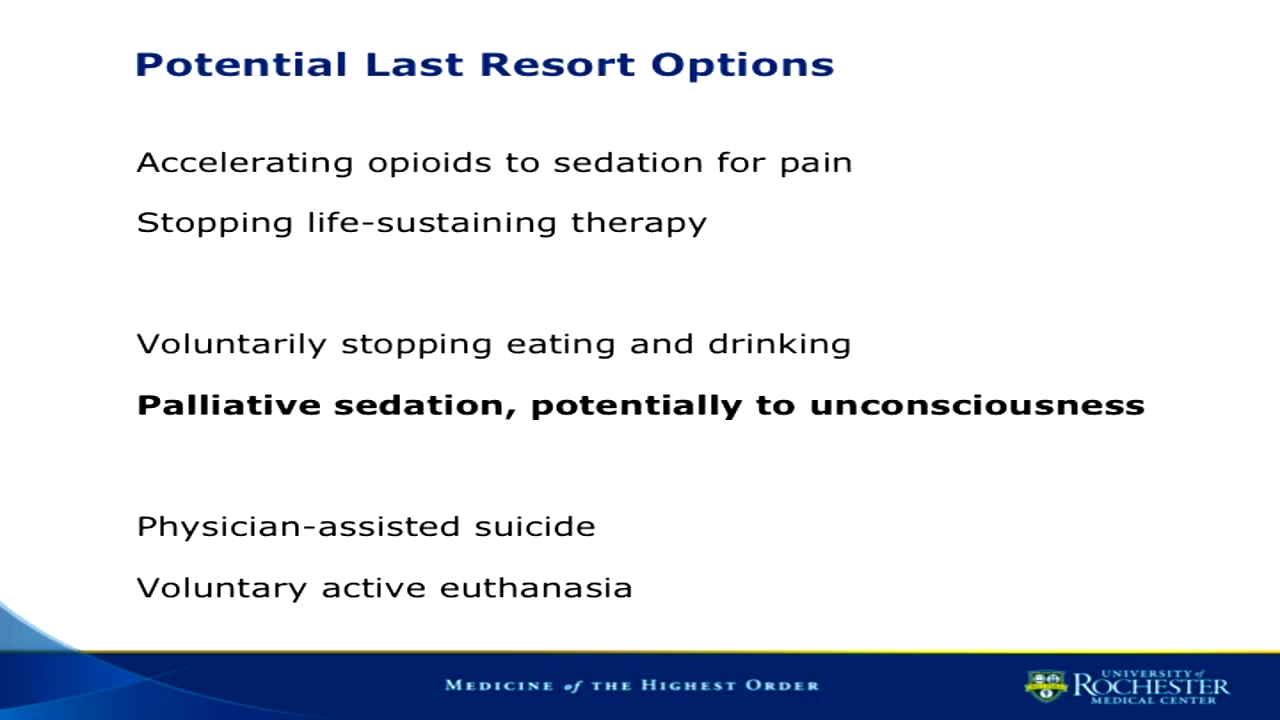 Potential Last Resort Options
Accelerating opioids to sedation for pain
Stopping life-sustaining therapy
Voluntarily stopping eating and drinking
Palliative sedation, potentially to unconsciousness
Physician-assisted suicide
Voluntary active euthanasia
MEDICINE of THE HIGHEST ORDER
UNIVERSITY of
ROCHESTER
MEDICAL CENTER